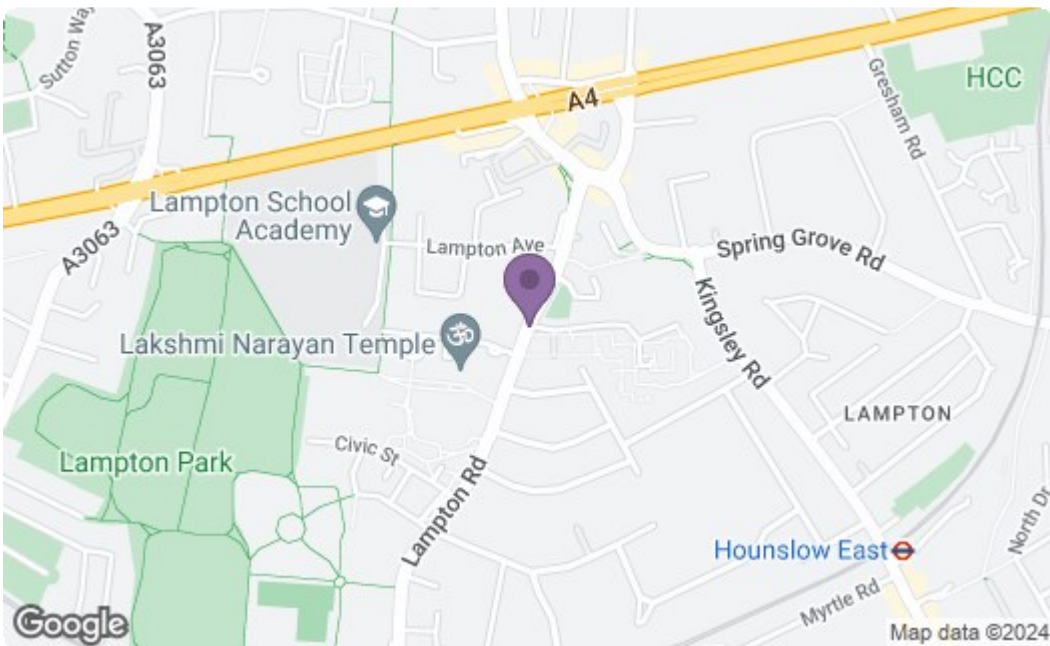 Sutton Way
A3063
A4
Gresham Rd
HCC
Lampton School
Academy
Lampton Ave
A3063
Spring Grove Rd
Kingsley Rd
Lakshmi Narayan Temple
ॐ
LAMPTON
Civic St
Lampton Park
Lampton Rd
North Dr
Hounslow East
Myrtle Rd
Google
Map data ©2024